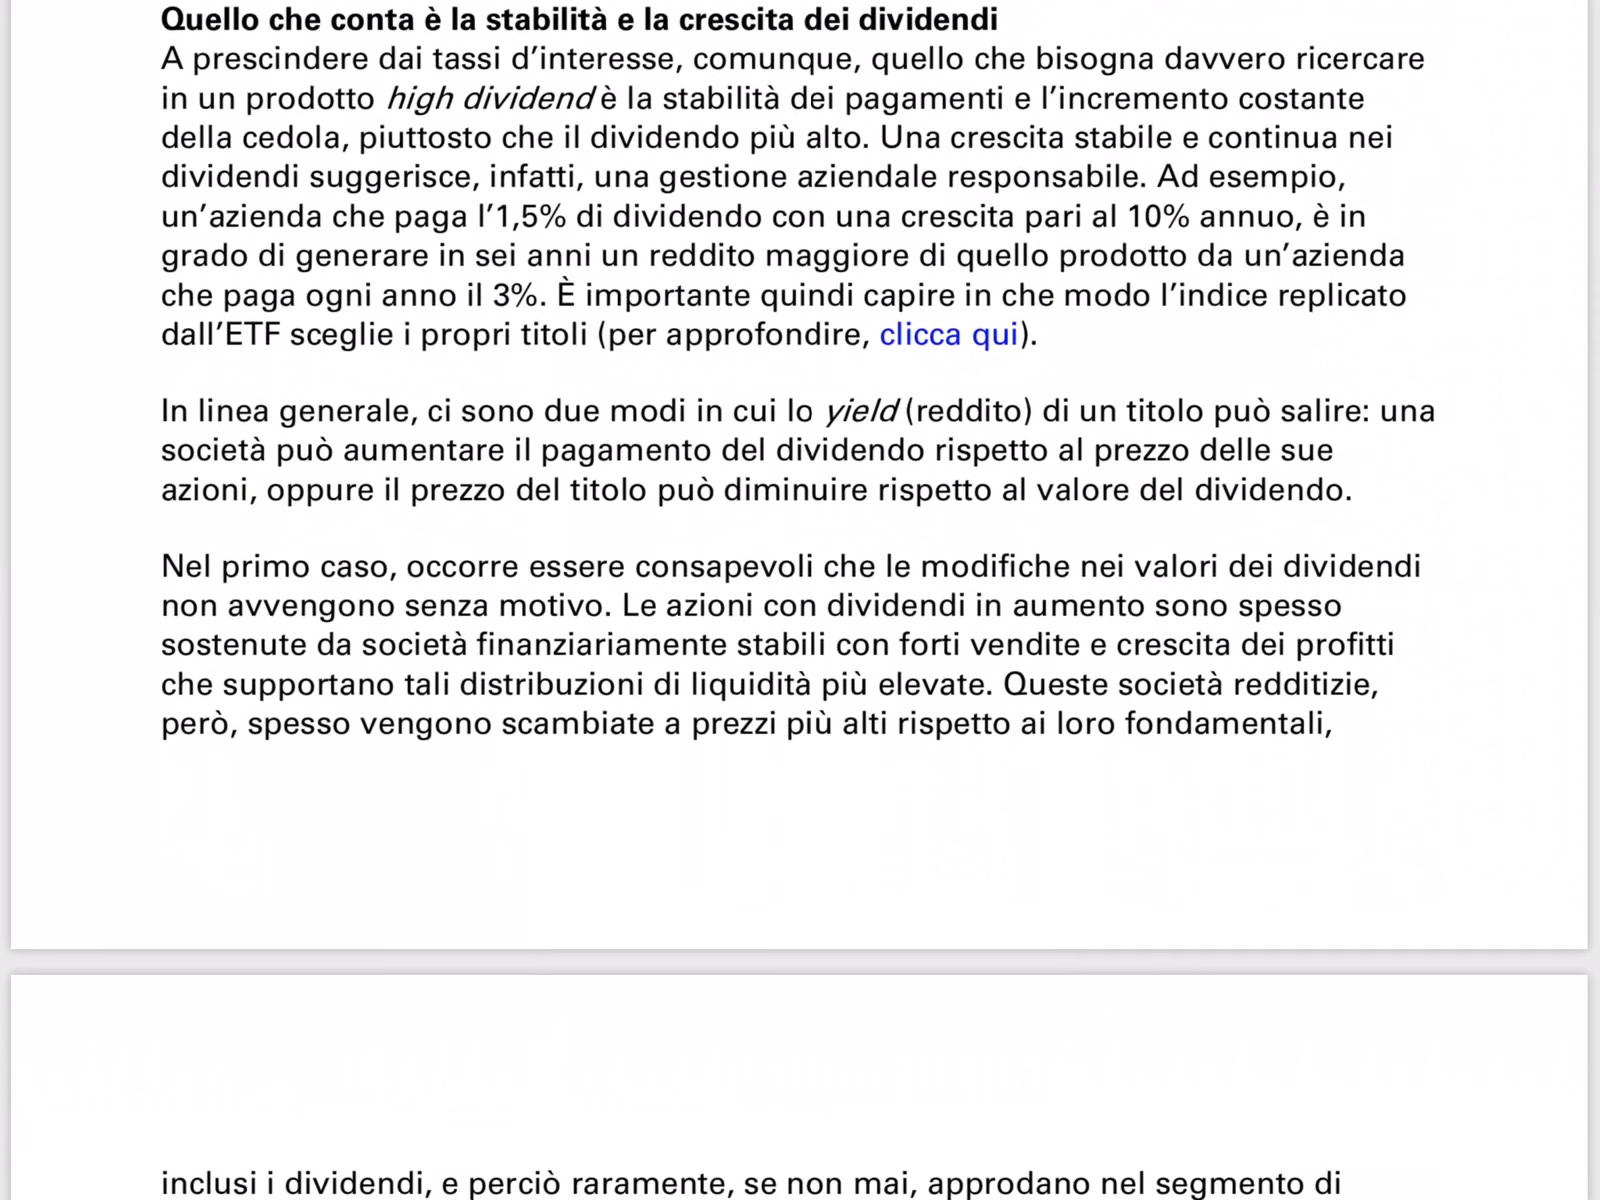 Quello che conta è la stabilità e la crescita dei dividendi
A prescindere dai tassi d'interesse, comunque, quello che bisogna davvero ricercare
in un prodotto high dividend è la stabilità dei pagamenti e l'incremento costante
della cedola, piuttosto che il dividendo più alto. Una crescita stabile e continua nei
dividendi suggerisce, infatti, una gestione aziendale responsabile. Ad esempio,
un'azienda che paga l'1,5% di dividendo con una crescita pari al 10% annuo, è in
grado di generare in sei anni un reddito maggiore di quello prodotto da un'azienda
che paga ogni anno il 3%. È importante quindi capire in che modo l'indice replicato
dall'ETF sceglie i propri titoli (per approfondire, clicca qui).
In linea generale, ci sono due modi in cui lo yield (reddito) di un titolo può salire: una
società può aumentare il pagamento del dividendo rispetto al prezzo delle sue
azioni, oppure il prezzo del titolo può diminuire rispetto al valore del dividendo.
Nel primo caso, occorre essere consapevoli che le modifiche nei valori dei dividendi
non avvengono senza motivo. Le azioni con dividendi in aumento sono spesso
sostenute da società finanziariamente stabili con forti vendite e crescita dei profitti
che supportano tali distribuzioni di liquidità più elevate. Queste società redditizie,
però, spesso vengono scambiate a prezzi più alti rispetto ai loro fondamentali,
inclusi i dividendi, e perciò raramente, se non mai, approdano nel segmento di